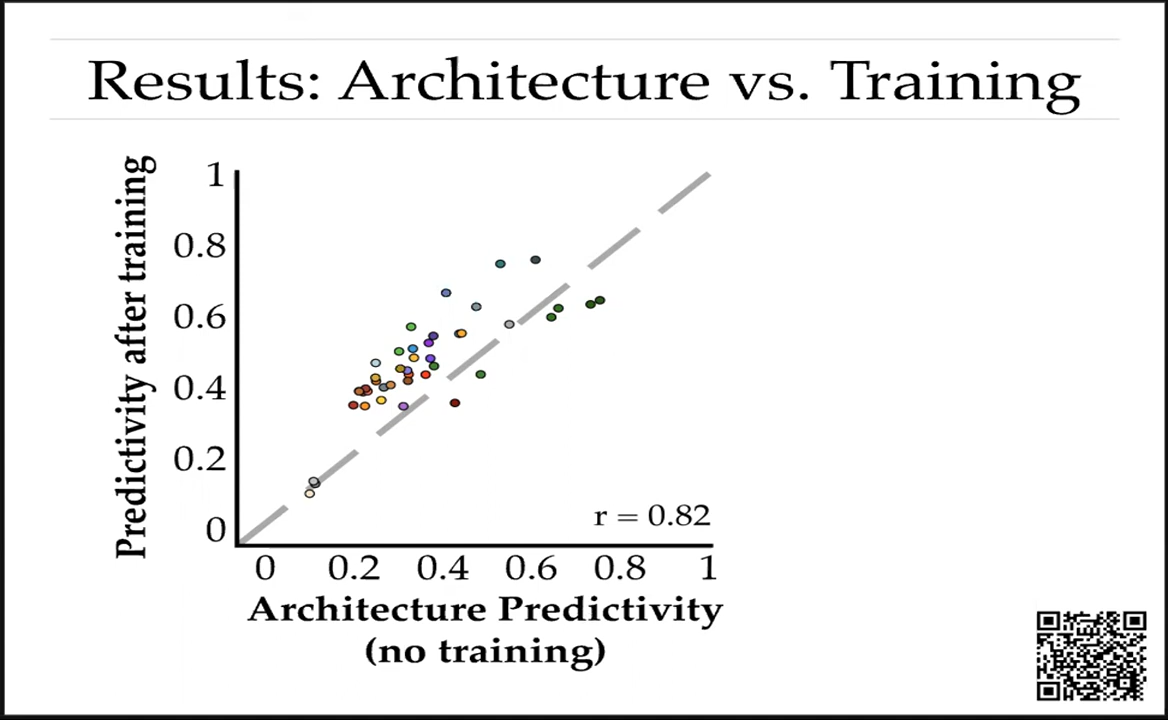 Results: Architecture vs. Training
Predictivity after training
1
0.8
0.6
0.4
0.2
0
r = 0.82
0 0.2 0.4 0.6 0.8 1
Architecture Predictivity
(no training)